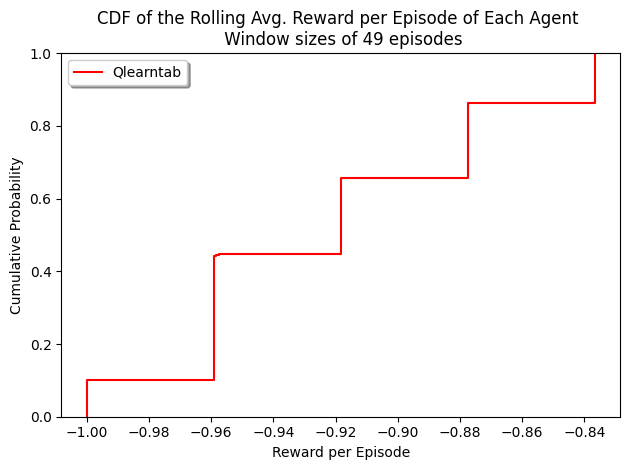 CDF of the Rolling Avg. Reward per Episode of Each Agent
Window sizes of 49 episodes
Qlearntab
Cumulative Probability
1.0
0.8
0.6
0.4
0.2
0.0
−1.00 −0.98 −0.96 −0.94 −0.92 −0.90 −0.88 −0.86 −0.84
Reward per Episode